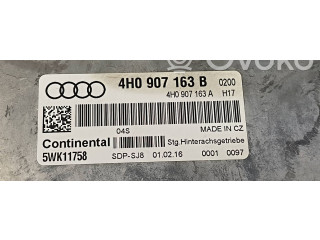 OVOKO
4H0 907 163 B 0200
4H0 907 163 A H17
04S MADE IN CZ
Continental Stg.Hinterachsgetriebe
5WK11758 SDP-SJ8 01.02.16 0001 0097